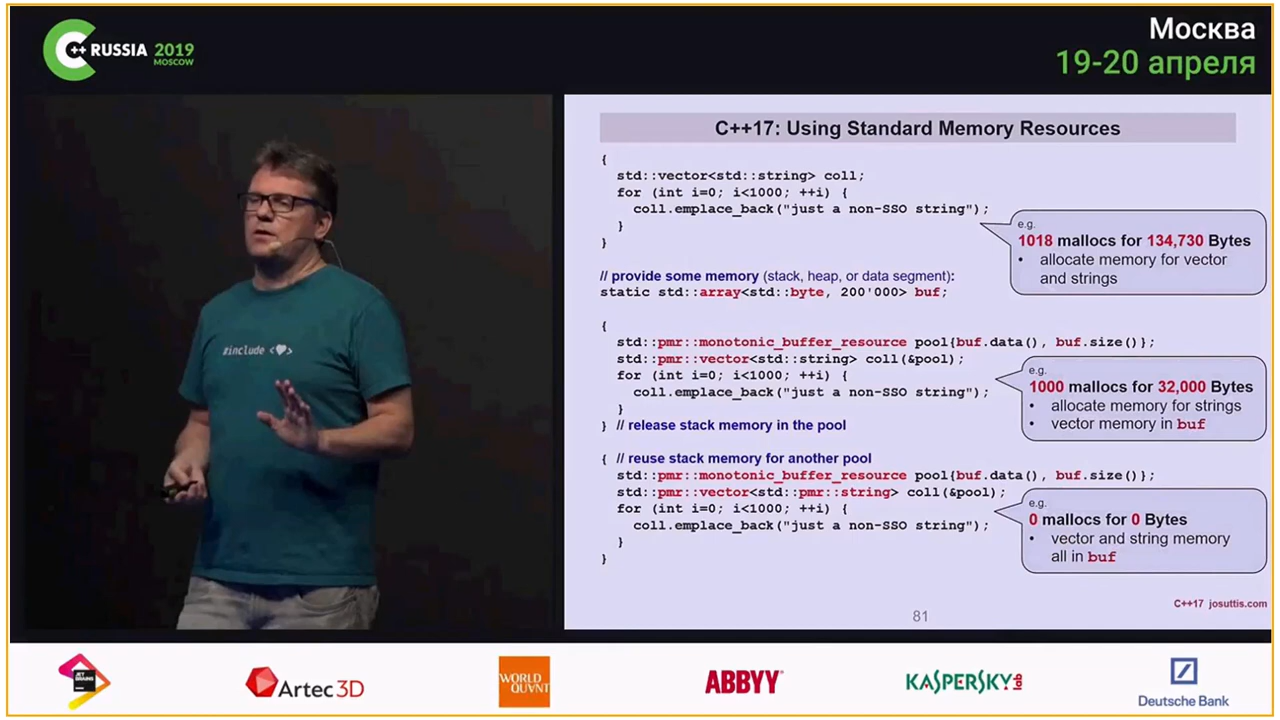 C++ RUSSIA 2019
MOSCOW
Москва
19-20 апреля
#include <♥>
C++17: Using Standard Memory Resources
{
std::vector<std::string> coll;
for (int i=0; i<1000; ++i) {
coll.emplace_back("just a non-SSO string");
}
}
e.g.
1018 mallocs for 134,730 Bytes
• allocate memory for vector
and strings
// provide some memory (stack, heap, or data segment):
static std::array<std::byte, 200'000> buf;
{
std::pmr::monotonic_buffer_resource pool{buf.data(), buf.size()};
std::pmr::vector<std::string> coll(&pool);
for (int i=0; i<1000; ++i) {
coll.emplace_back("just a non-SSO string");
}
} // release stack memory in the pool
e.g.
1000 mallocs for 32,000 Bytes
• allocate memory for strings
• vector memory in buf
{ // reuse stack memory for another pool
std::pmr::monotonic_buffer_resource pool{buf.data(), buf.size()};
std::pmr::vector<std::pmr::string> coll(&pool);
for (int i=0; i<1000; ++i) {
coll.emplace_back("just a non-SSO string");
}
}
e.g.
0 mallocs for 0 Bytes
• vector and string memory
all in buf
C++17 josuttis.com
81
JET
BRAINS
Artec 3D
WORLD
QUANT
ABBYY
KASPERSKY lab
Deutsche Bank